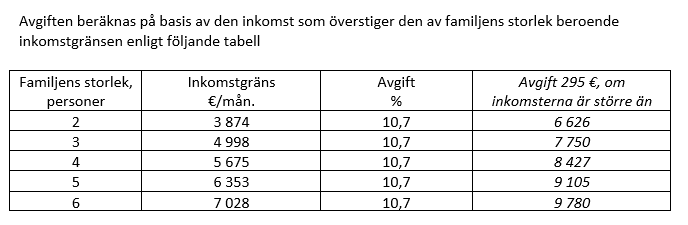 Avgiften beräknas på basis av den inkomst som överstiger den av familjens storlek beroende
inkomstgränsen enligt följande tabell
Familjens storlek, personer Inkomstgräns €/mån. Avgift % Avgift 295 €, om inkomsterna är större än
2 3 874 10,7 6 626
3 4 998 10,7 7 750
4 5 675 10,7 8 427
5 6 353 10,7 9 105
6 7 028 10,7 9 780